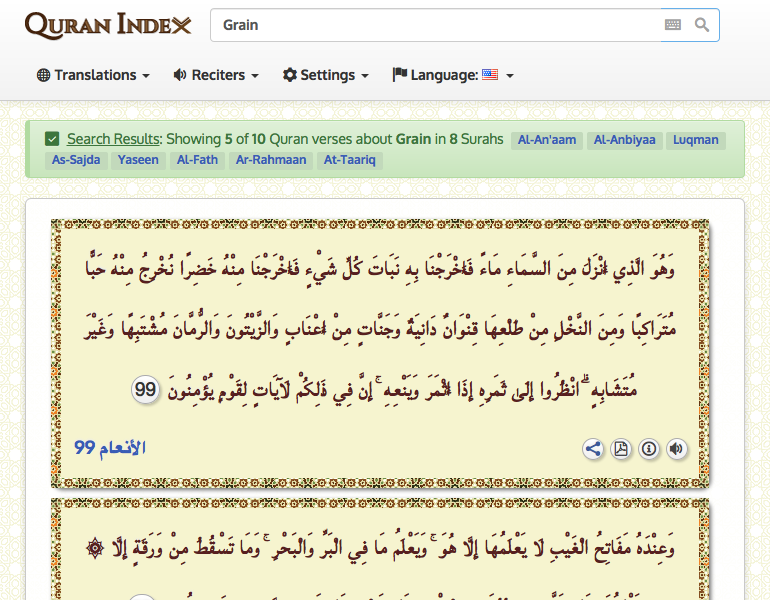 QURAN INDEX
Grain
Translations
Reciters
Settings
Language:
Search Results: Showing 5 of 10 Quran verses about Grain in 8 Surahs Al-An'aam Al-Anbiyaa Luqman
As-Sajda Yaseen Al-Fath Ar-Rahmaan At-Taariq
وَهُوَ الَّذِي أَنْزَلَ مِنَ السَّمَاءِ مَاءً فَأَخْرَجْنَا بِهِ نَبَاتَ كُلِّ شَيْءٍ فَأَخْرَجْنَا مِنْهُ خَضِرًا نُخْرِجُ مِنْهُ حَبًّا
مُتَرَاكِبًا وَمِنَ النَّخْلِ مِنْ طَلْعِهَا قِنْوَانٌ دَانِيَةٌ وَجَنَّاتٍ مِنْ أَعْنَابٍ وَالزَّيْتُونَ وَالرُّمَّانَ مُشْتَبِهًا وَغَيْرَ
مُتَشَابِهٍ ۗ انْظُرُوا إِلَىٰ ثَمَرِهِ إِذَا أَثْمَرَ وَيَنْعِهِ ۚ إِنَّ فِي ذَٰلِكُمْ لَآيَاتٍ لِقَوْمٍ يُؤْمِنُونَ 99
الأنعام 99
وَعِنْدَهُ مَفَاتِحُ الْغَيْبِ لَا يَعْلَمُهَا إِلَّا هُوَ ۚ وَيَعْلَمُ مَا فِي الْبَرِّ وَالْبَحْرِ ۚ وَمَا تَسْقُطُ مِنْ وَرَقَةٍ إِلَّا ۞